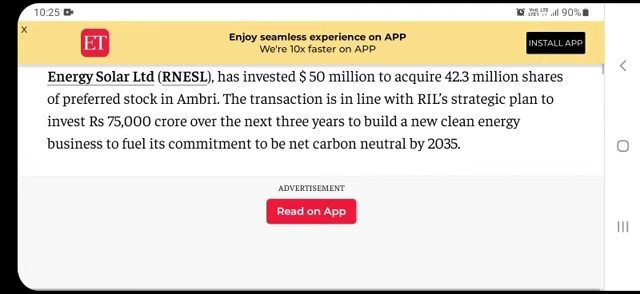 10:25
90%
X
ET
Enjoy seamless experience on APP
We're 10x faster on APP
INSTALL APP
Energy Solar Ltd (RNESL), has invested $ 50 million to acquire 42.3 million shares
of preferred stock in Ambri. The transaction is in line with RIL's strategic plan to
invest Rs 75,000 crore over the next three years to build a new clean energy
business to fuel its commitment to be net carbon neutral by 2035.
ADVERTISEMENT
Read on App